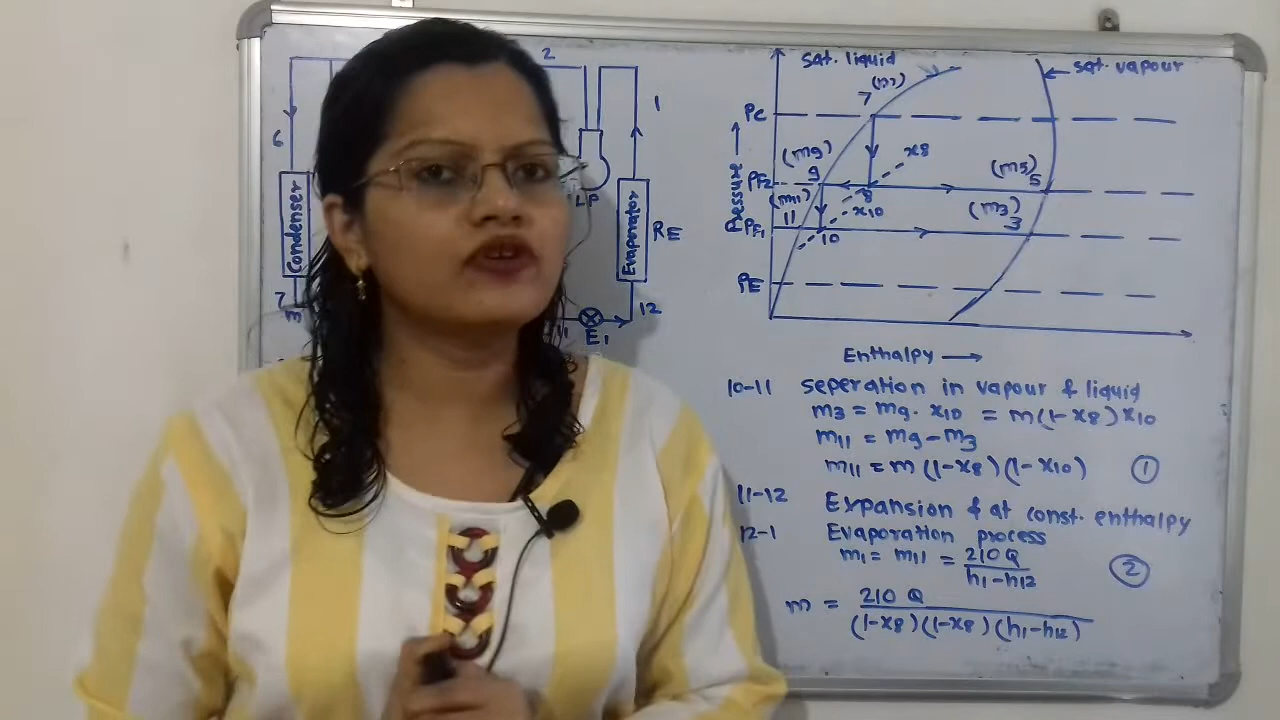 2
1
6
Condenser
7
3
LP
Evaporator
RE
11
E1
12
sat. liquid
sat. vapour
(m7)
7
Pc
x8
(m9)
9
(m5)
5
PF2
8
(m11)
11
x10
(m3)
3
PF1
10
Pressure
PE
Enthalpy
10-11 seperation in vapour & liquid
m3 = m9. x10 = m(1-x8) x10
m11 = m9 - m3
m11 = m (1-x8)(1-x10) 1
11-12 Expansion & at const. enthalpy
12-1 Evaporation process
m1 = m11 = 210 Q / h1-h12 2
m = 210 Q / (1-x8)(1-x8)(h1-h12)